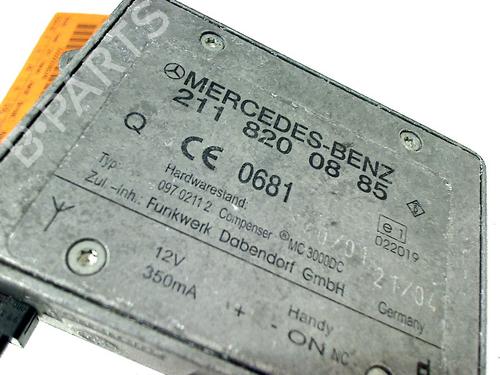 MERCEDES-BENZ
211 820 08 85
Q
CE 0681
e1
022019
Typ:
Hardwarestand:
097 0211 2 Compenser ® MC 3000DC
21/04
Zul.-Inh. Funkwerk Dabendorf GmbH
Germany
12V
350mA
+ -
Handy
ON
NC
B-PARTS